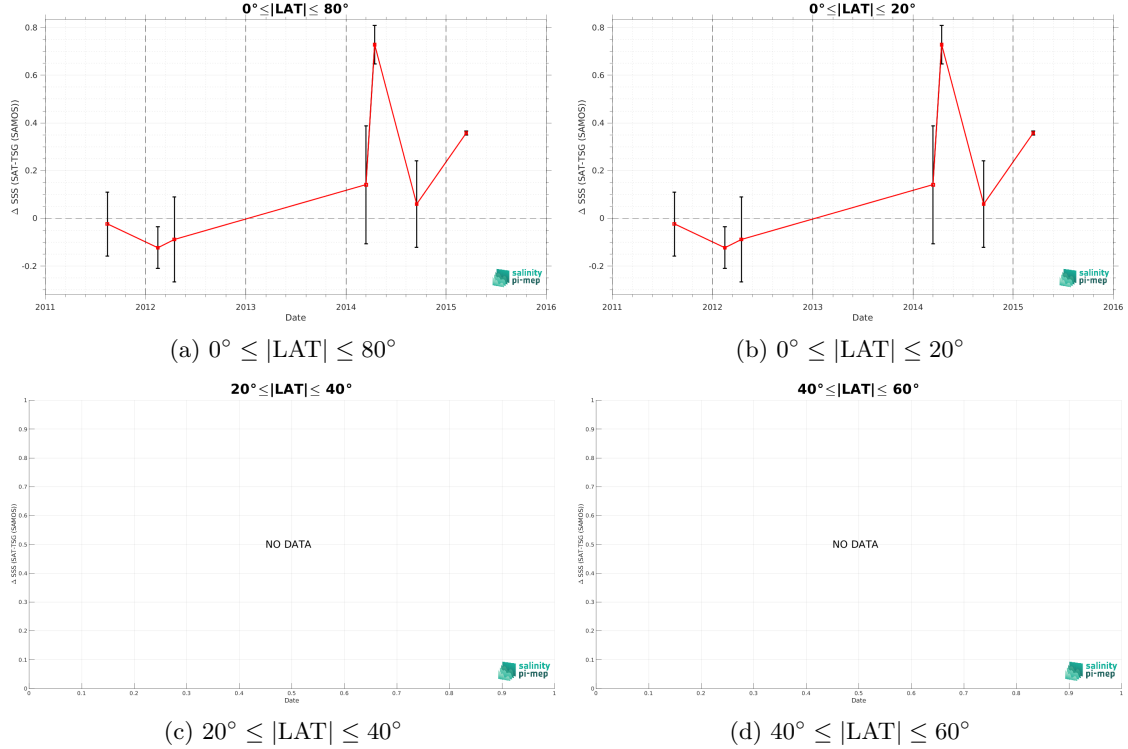 0°≤|LAT|≤ 80°
0.8
0.6
0.4
0.2
0
-0.2
Δ SSS (SAT-TSG (SAMOS))
2011 2012 2013 2014 2015 2016
Date
salinity
pi-mep
(a) 0° ≤ |LAT| ≤ 80°
0°≤|LAT|≤ 20°
0.8
0.6
0.4
0.2
0
-0.2
Δ SSS (SAT-TSG (SAMOS))
2011 2012 2013 2014 2015 2016
Date
salinity
pi-mep
(b) 0° ≤ |LAT| ≤ 20°
20°≤|LAT|≤ 40°
1
0.9
0.8
0.7
0.6
0.5
0.4
0.3
0.2
0.1
0
Δ SSS (SAT-TSG (SAMOS))
NO DATA
0 0.1 0.2 0.3 0.4 0.5 0.6 0.7 0.8 0.9 1
Date
salinity
pi-mep
(c) 20° ≤ |LAT| ≤ 40°
40°≤|LAT|≤ 60°
1
0.9
0.8
0.7
0.6
0.5
0.4
0.3
0.2
0.1
0
Δ SSS (SAT-TSG (SAMOS))
NO DATA
0 0.1 0.2 0.3 0.4 0.5 0.6 0.7 0.8 0.9 1
Date
salinity
pi-mep
(d) 40° ≤ |LAT| ≤ 60°